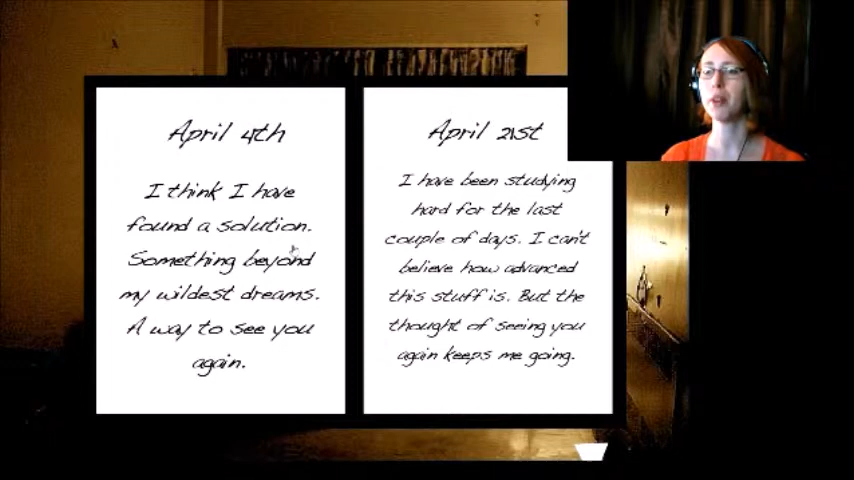 April 4th
I think I have
found a solution.
Something beyond
my wildest dreams.
A way to see you
again.
April 21st
I have been studying
hard for the last
couple of days. I can't
believe how advanced
this stuff is. But the
thought of seeing you
again keeps me going.